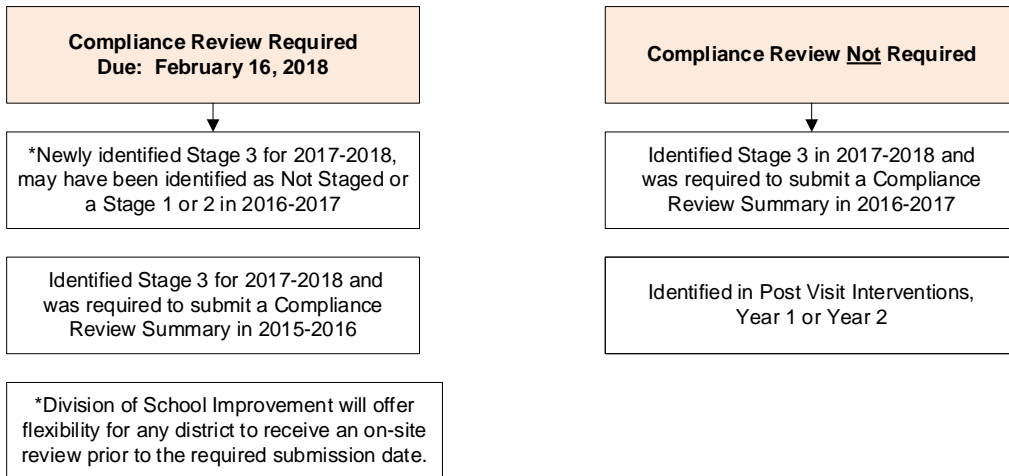 Compliance Review Required
Due: February 16, 2018
*Newly identified Stage 3 for 2017-2018,
may have been identified as Not Staged or
a Stage 1 or 2 in 2016-2017
Identified Stage 3 for 2017-2018 and
was required to submit a Compliance
Review Summary in 2015-2016
*Division of School Improvement will offer
flexibility for any district to receive an on-site
review prior to the required submission date.
Compliance Review Not Required
Identified Stage 3 in 2017-2018 and
was required to submit a Compliance
Review Summary in 2016-2017
Identified in Post Visit Interventions,
Year 1 or Year 2